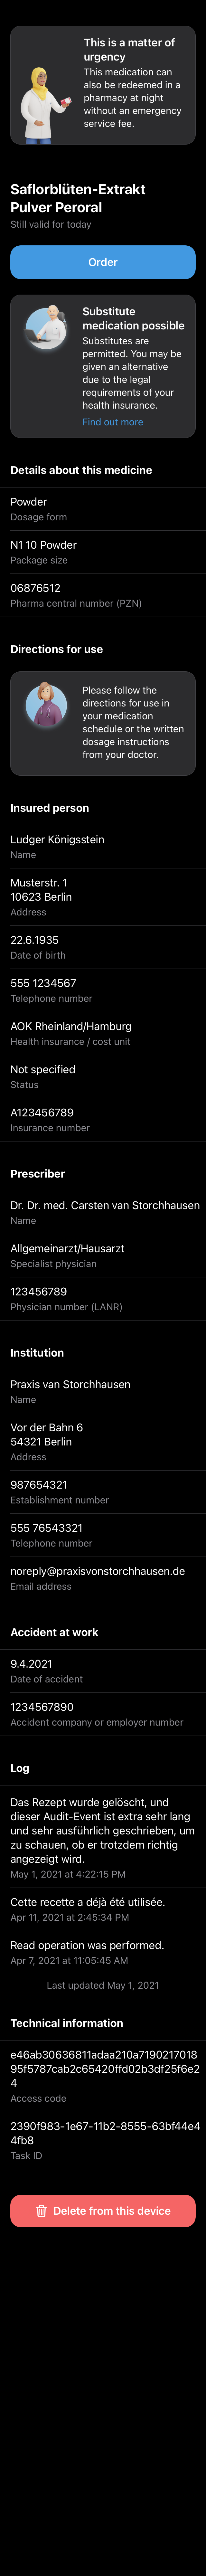 This is a matter of
urgency
This medication can
also be redeemed in a
pharmacy at night
without an emergency
service fee.
Saflorblüten-Extrakt
Pulver Peroral
Still valid for today
Order
Substitute
medication possible
Substitutes are
permitted. You may be
given an alternative
due to the legal
requirements of your
health insurance.
Find out more
Details about this medicine
Powder
Dosage form
N1 10 Powder
Package size
06876512
Pharma central number (PZN)
Directions for use
Please follow the
directions for use in
your medication
schedule or the written
dosage instructions
from your doctor.
Insured person
Ludger Königsstein
Name
Musterstr. 1
10623 Berlin
Address
22.6.1935
Date of birth
555 1234567
Telephone number
AOK Rheinland/Hamburg
Health insurance / cost unit
Not specified
Status
A123456789
Insurance number
Prescriber
Dr. Dr. med. Carsten van Storchhausen
Name
Allgemeinarzt/Hausarzt
Specialist physician
123456789
Physician number (LANR)
Institution
Praxis van Storchhausen
Name
Vor der Bahn 6
54321 Berlin
Address
987654321
Establishment number
555 76543321
Telephone number
noreply@praxisvonstorchhausen.de
Email address
Accident at work
9.4.2021
Date of accident
1234567890
Accident company or employer number
Log
Das Rezept wurde gelöscht, und
dieser Audit-Event ist extra sehr lang
und sehr ausführlich geschrieben, um
zu schauen, ob er trotzdem richtig
angezeigt wird.
May 1, 2021 at 4:22:15 PM
Cette recette a déjà été utilisée.
Apr 11, 2021 at 2:45:34 PM
Read operation was performed.
Apr 7, 2021 at 11:05:45 AM
Last updated May 1, 2021
Technical information
e46ab30636811adaa210a7190217018
95f5787cab2c65420ffd02b3df25f6e2
4
Access code
2390f983-1e67-11b2-8555-63bf44e4
4fb8
Task ID
Delete from this device